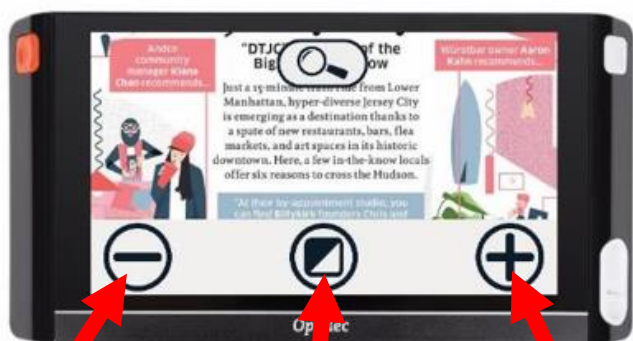 Andco
community
manager Kiana
Chan recommends...
"DTJC of the
Big ow
Würstbar owner Aaron
Kahn recommends...
Just a 15-minute train ride from Lower
Manhattan, hyper-diverse Jersey City
is emerging as a destination thanks to
a spate of new restaurants, bars, flea
markets, and art spaces in its historic
downtown. Here, a few in-the-know locals
offer six reasons to cross the Hudson.
"At their by-appointment studio, you
can find Billykirk founders Chris and